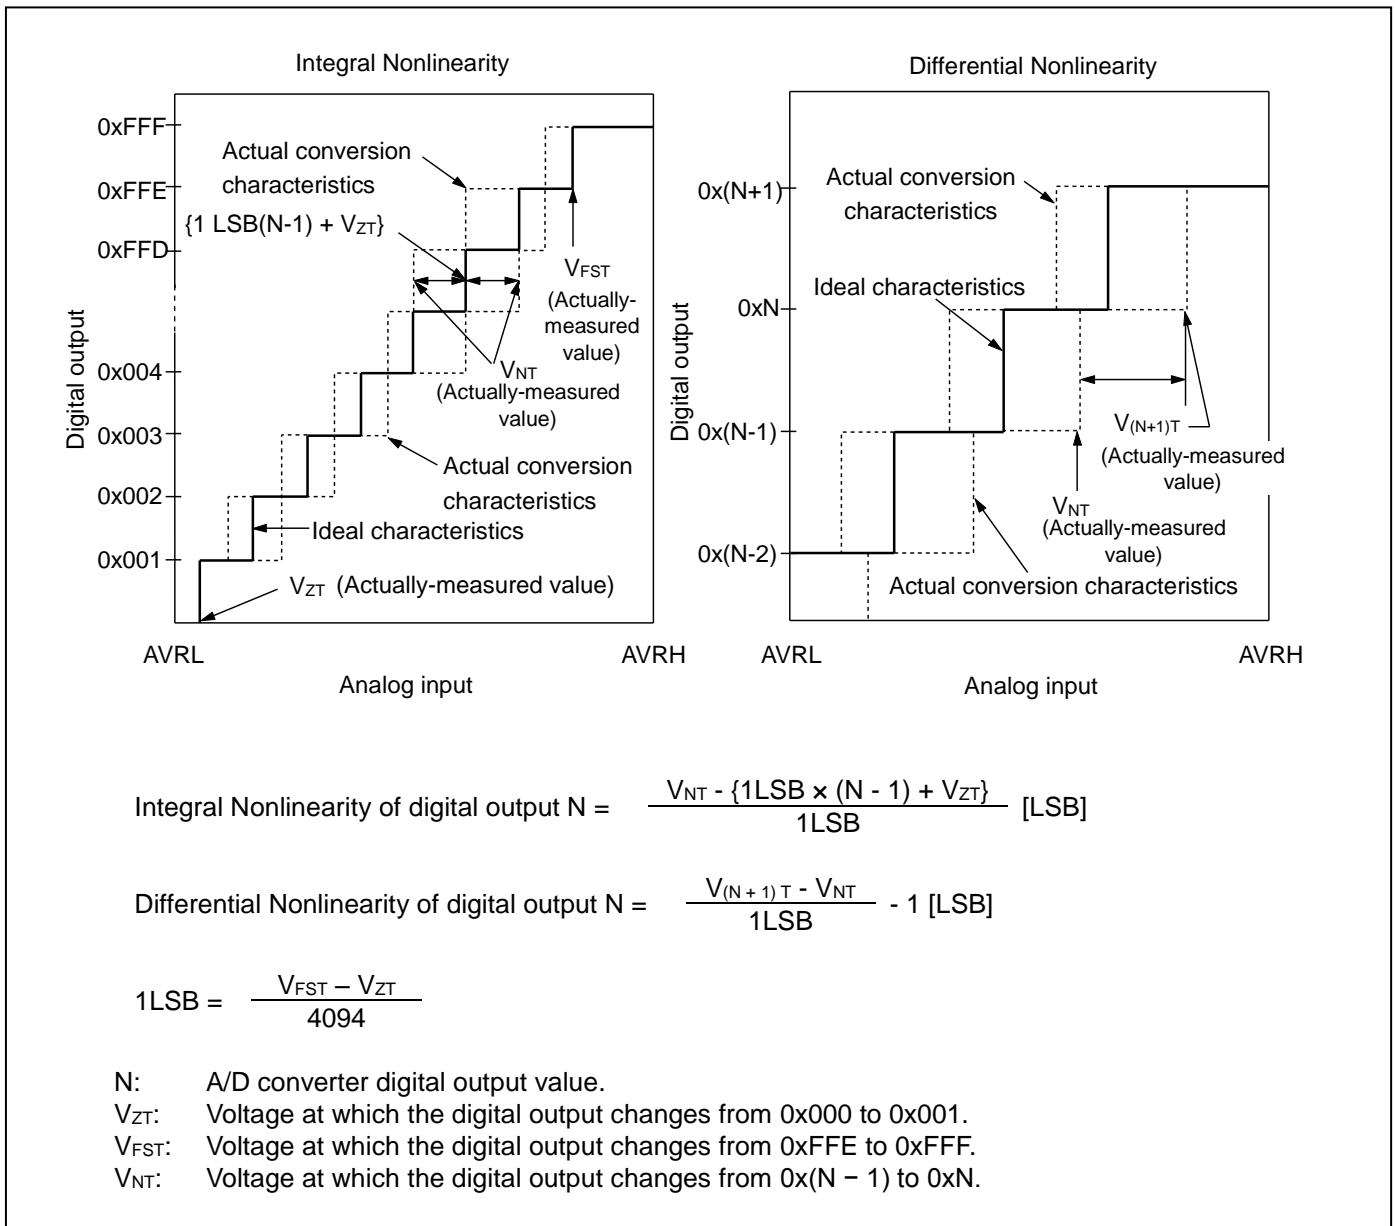 Integral Nonlinearity
0xFFF
0xFFE
0xFFD
0x004
0x003
0x002
0x001
Digital output
Actual conversion
characteristics
{1 LSB(N-1) + VZT}
VFST
(Actually-
measured
value)
VNT
(Actually-measured
value)
Actual conversion
characteristics
Ideal characteristics
VZT (Actually-measured value)
AVRL
AVRH
Analog input
Differential Nonlinearity
0x(N+1)
0xN
0x(N-1)
0x(N-2)
Digital output
Actual conversion
characteristics
Ideal characteristics
V(N+1)T
(Actually-measured
value)
VNT
(Actually-measured
value)
Actual conversion characteristics
AVRL
AVRH
Analog input
Integral Nonlinearity of digital output N =
VNT - {1LSB × (N - 1) + VZT}
1LSB
[LSB]
Differential Nonlinearity of digital output N =
V(N + 1) T - VNT
1LSB
- 1 [LSB]
1LSB =
VFST – VZT
4094
N: A/D converter digital output value.
VZT: Voltage at which the digital output changes from 0x000 to 0x001.
VFST: Voltage at which the digital output changes from 0xFFE to 0xFFF.
VNT: Voltage at which the digital output changes from 0x(N − 1) to 0xN.